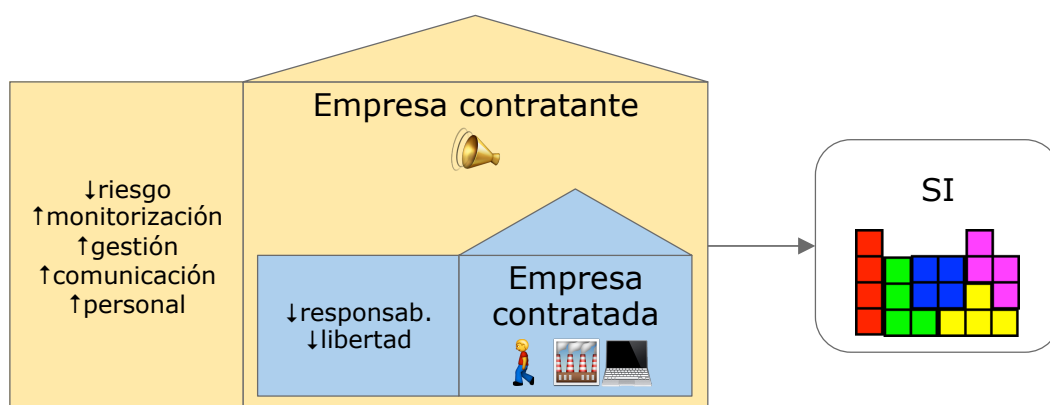 Empresa contratante
↓riesgo
↑monitorización
↑gestión
↑comunicación
↑personal
↓responsab.
↓libertad
Empresa
contratada
SI